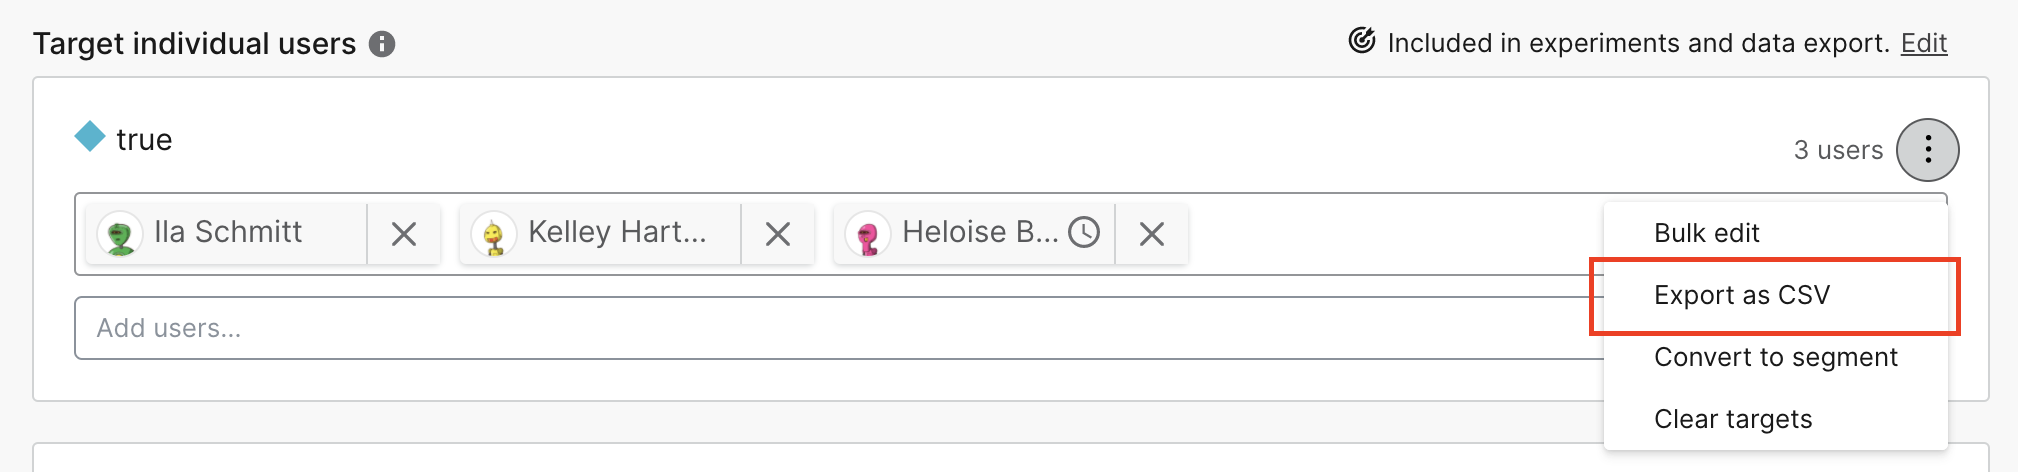 Target individual users
Included in experiments and data export. Edit
true
3 users
Ila Schmitt
Kelley Hart...
Heloise B...
Add users...
Bulk edit
Export as CSV
Convert to segment
Clear targets